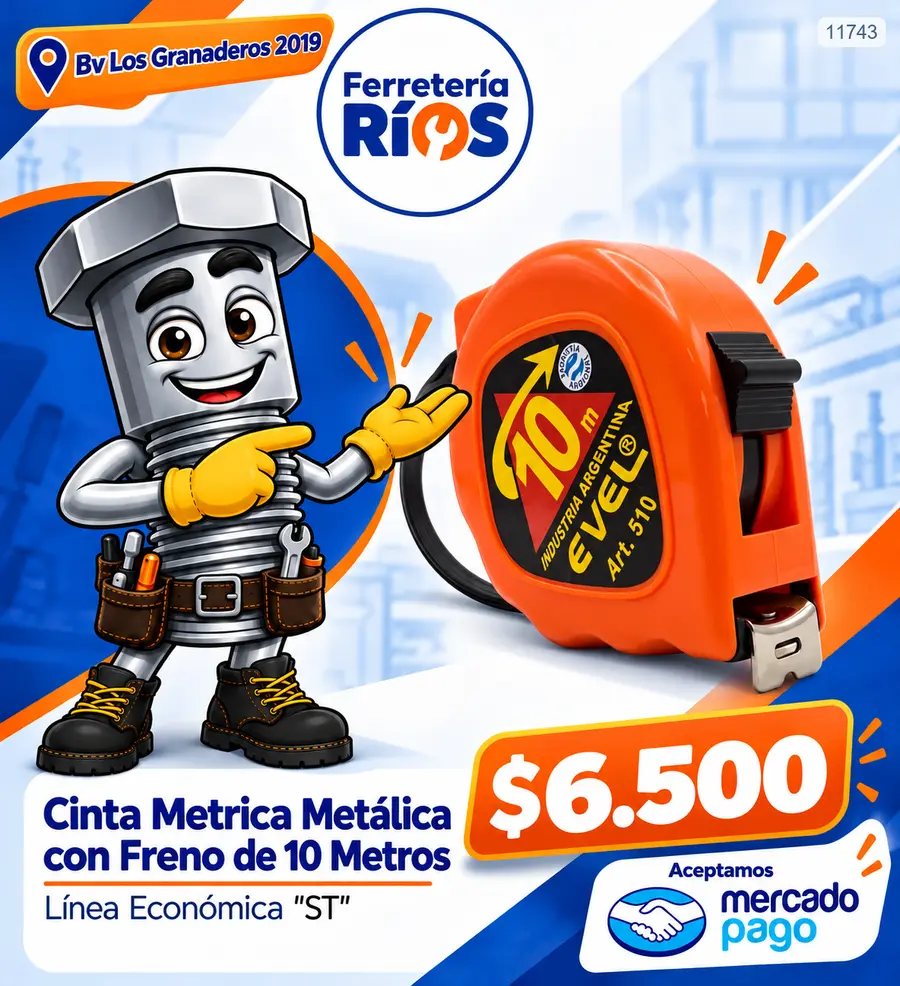 Bv Los Granaderos 2019
11743
Ferretería
Ríos
10 m
INDUSTRIA ARGENTINA
EVEL®
Art. 510
$6.500
Cinta Metrica Metálica
con Freno de 10 Metros
Línea Económica "ST"
Aceptamos
mercado
pago